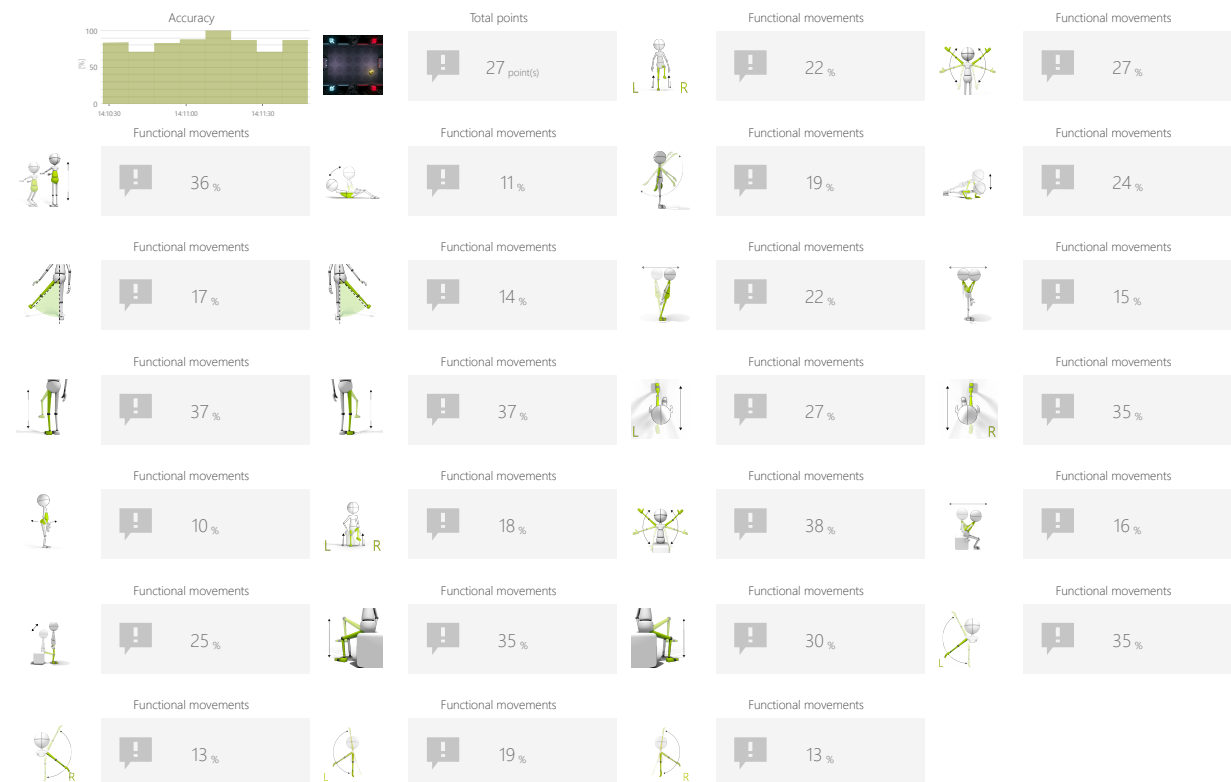 Accuracy
Total points
Functional movements
Functional movements
100
50
0
[%]
14:10:30
14:11:00
14:11:30
27 point(s)
L R
22 %
27 %
Functional movements
Functional movements
Functional movements
Functional movements
36 %
11 %
19 %
12 %
Functional movements
Functional movements
Functional movements
Functional movements
17 %
14 %
22 %
15 %
Functional movements
Functional movements
Functional movements
Functional movements
37 %
37 %
L
27 %
R
35 %
Functional movements
Functional movements
Functional movements
Functional movements
10 %
L R
18 %
38 %
16 %
Functional movements
Functional movements
Functional movements
Functional movements
25 %
35 %
30 %
L
35 %
Functional movements
Functional movements
Functional movements
R
13 %
L
19 %
R
13 %